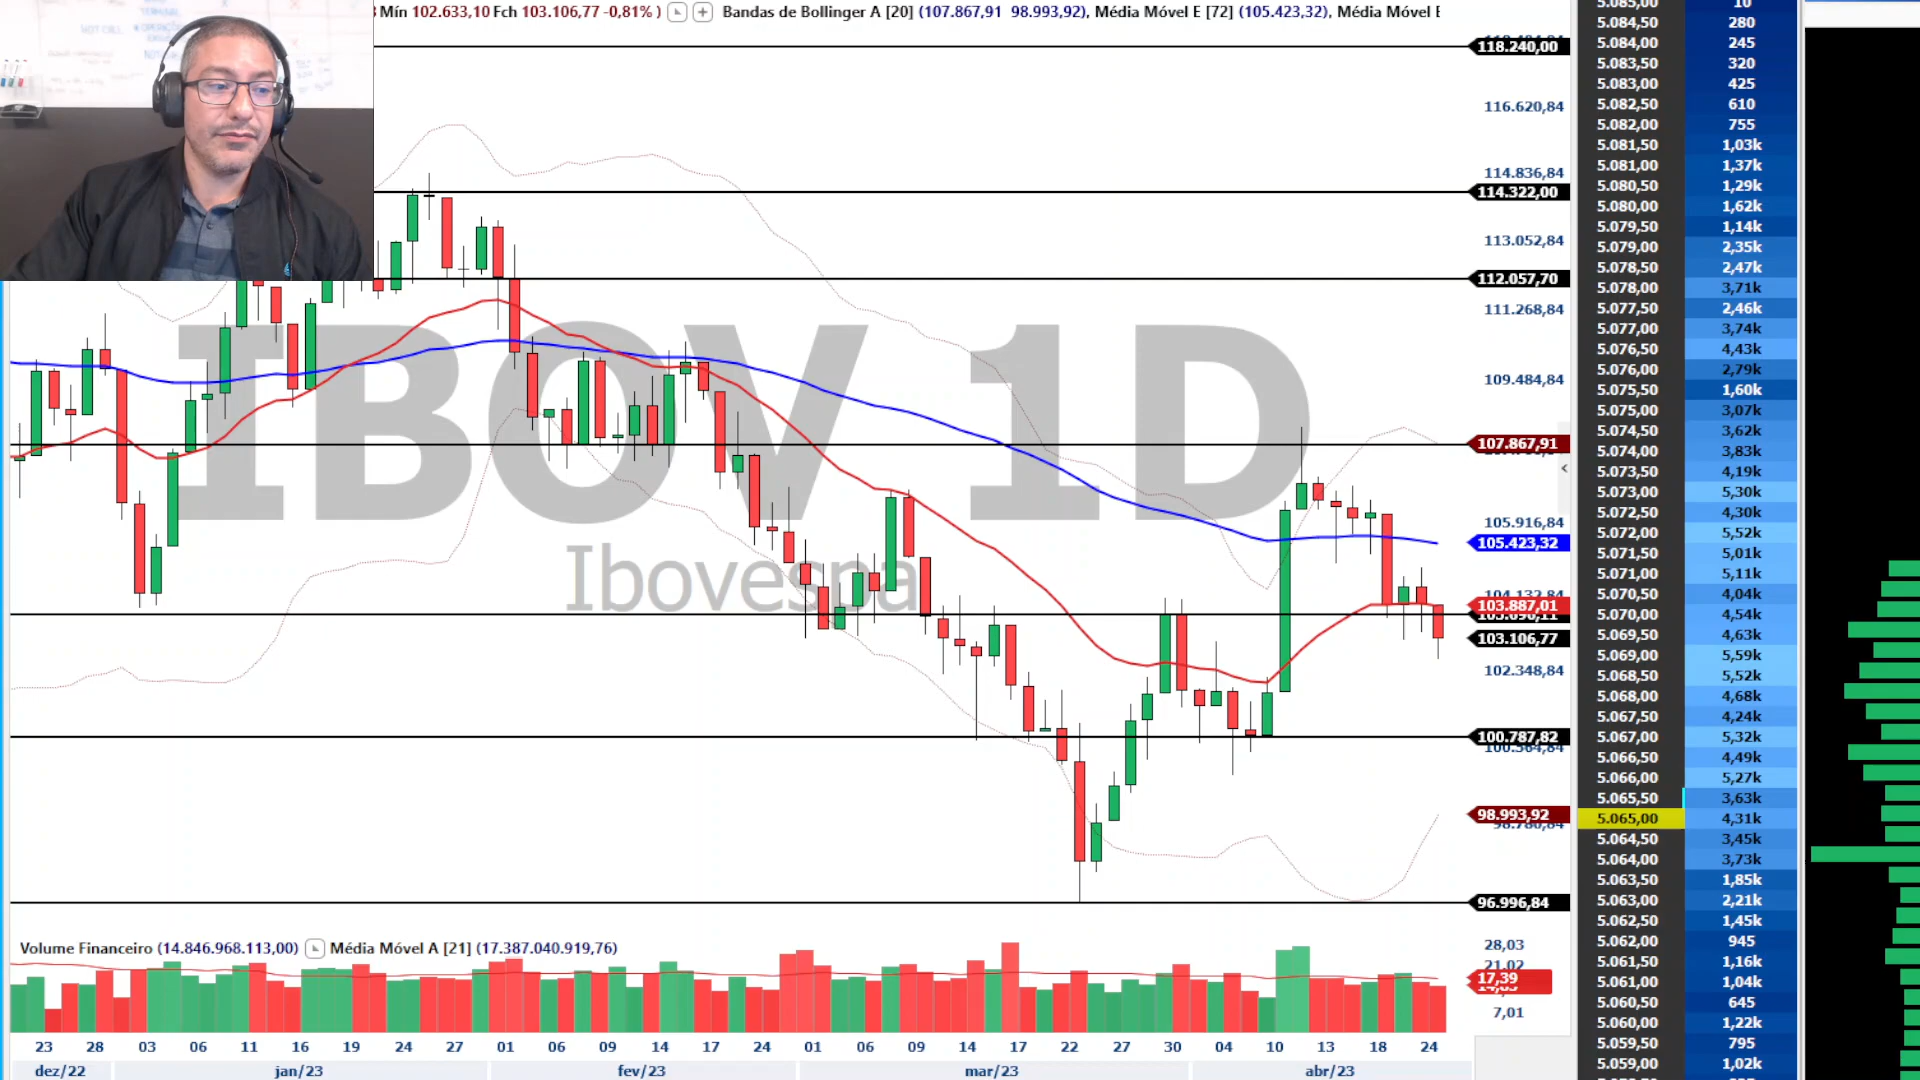 Mín 102.633,10 Fch 103.106,77 -0,81% ) Bandas de Bollinger A [20] (107.867,91 98.993,92), Média Móvel E [72] (105.423,32), Média Móvel E
118.240,00
116.620,84
114.836,84
114.322,00
113.052,84
112.057,70
111.268,84
109.484,84
107.867,91
105.916,84
105.423,32
103.887,01
103.106,77
102.348,84
100.787,82
98.993,92
96.996,84
IBOV 1D
Ibovespa
Volume Financeiro (14.846.968.113,00) Média Móvel A [21] (17.387.040.919,76)
28,03
21,02
17,39
7,01
23 28 03 06 11 16 19 24 27 01 06 09 14 17 24 01 06 09 14 17 22 27 30 04 10 13 18 24
dez/22 jan/23 fev/23 mar/23 abr/23
5.085,00 10
5.084,50 280
5.084,00 245
5.083,50 320
5.083,00 425
5.082,50 610
5.082,00 755
5.081,50 1,03k
5.081,00 1,37k
5.080,50 1,29k
5.080,00 1,62k
5.079,50 1,14k
5.079,00 2,35k
5.078,50 2,47k
5.078,00 3,71k
5.077,50 2,46k
5.077,00 3,74k
5.076,50 4,43k
5.076,00 2,79k
5.075,50 1,60k
5.075,00 3,07k
5.074,50 3,62k
5.074,00 3,83k
5.073,50 4,19k
5.073,00 5,30k
5.072,50 4,30k
5.072,00 5,52k
5.071,50 5,01k
5.071,00 5,11k
5.070,50 4,04k
5.070,00 4,54k
5.069,50 4,63k
5.069,00 5,59k
5.068,50 5,52k
5.068,00 4,68k
5.067,50 4,24k
5.067,00 5,32k
5.066,50 4,49k
5.066,00 5,27k
5.065,50 3,63k
5.065,00 4,31k
5.064,50 3,45k
5.064,00 3,73k
5.063,50 1,85k
5.063,00 2,21k
5.062,50 1,45k
5.062,00 945
5.061,50 1,16k
5.061,00 1,04k
5.060,50 645
5.060,00 1,22k
5.059,50 795
5.059,00 1,02k